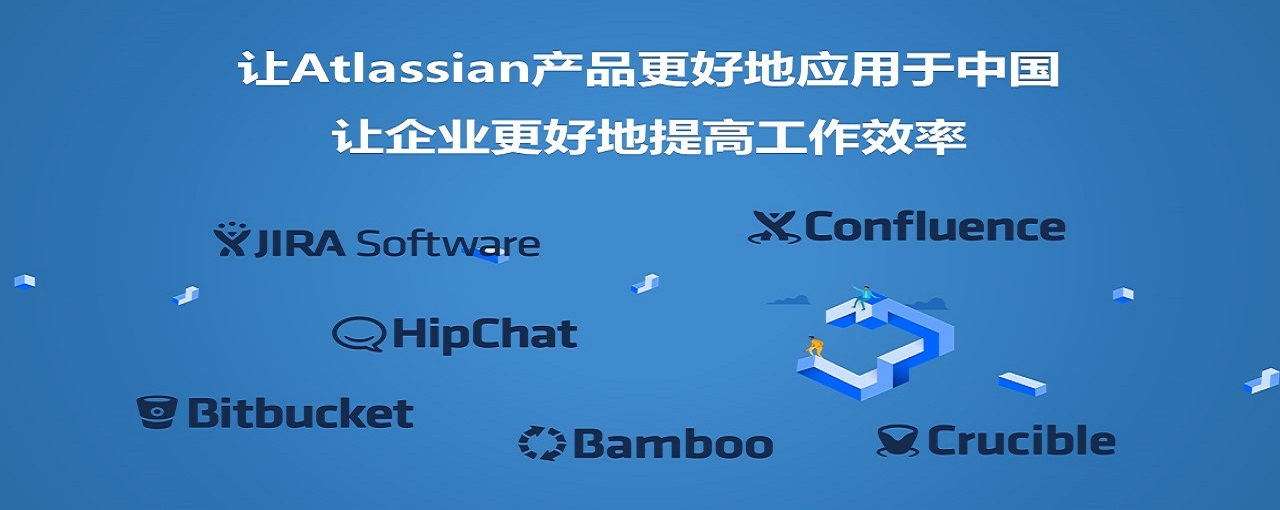 让Atlassian产品更好地应用于中国
让企业更好地提高工作效率
JIRA Software
Confluence
HipChat
Bitbucket
Bamboo
Crucible